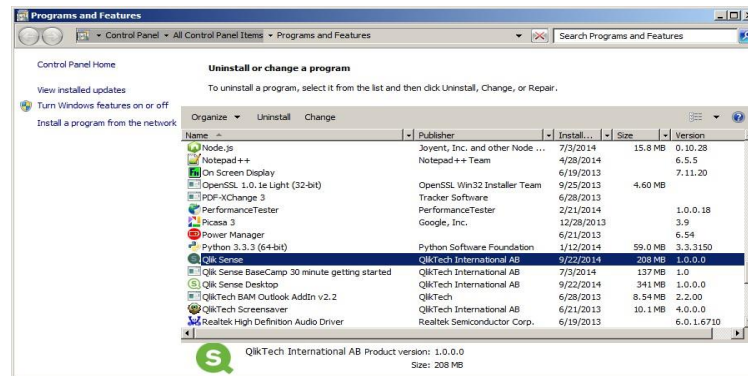 Programs and Features
Control Panel All Control Panel Items Programs and Features Search Programs and Features
Control Panel Home
View installed updates
Turn Windows features on or off
Install a program from the network
Uninstall or change a program
To uninstall a program, select it from the list and then click Uninstall, Change, or Repair.
Organize Uninstall Change
Name Publisher Install... Size Version
Node.js Joyent, Inc. and other Node ... 7/3/2014 15.8 MB 0.10.28
Notepad++ Notepad++ Team 4/28/2014 6.5.5
On Screen Display 6/19/2013 7.11.20
OpenSSL 1.0.1e Light (32-bit) OpenSSL Win32 Installer Team 9/25/2013 4.60 MB
PDF-XChange 3 Tracker Software 6/28/2013
PerformanceTester PerformanceTester 2/21/2014 1.0.0.18
Picasa 3 Google, Inc. 12/28/2013 3.9
Power Manager 6/21/2013 6.54
Python 3.3.3 (64-bit) Python Software Foundation 1/12/2014 59.0 MB 3.3.3150
Qlik Sense QlikTech International AB 9/22/2014 208 MB 1.0.0.0
Qlik Sense BaseCamp 30 minute getting started QlikTech International AB 7/3/2014 137 MB 1.0
Qlik Sense Desktop QlikTech International AB 9/22/2014 341 MB 1.0.0.0
QlikTech BAM Outlook AddIn v2.2 QlikTech 6/28/2013 8.54 MB 2.2.00
QlikTech Screensaver QlikTech International AB 6/21/2013 10.1 MB 4.0.0.0
Realtek High Definition Audio Driver Realtek Semiconductor Corp. 6/19/2013 6.0.1.6710
QlikTech International AB Product version: 1.0.0.0
Size: 208 MB